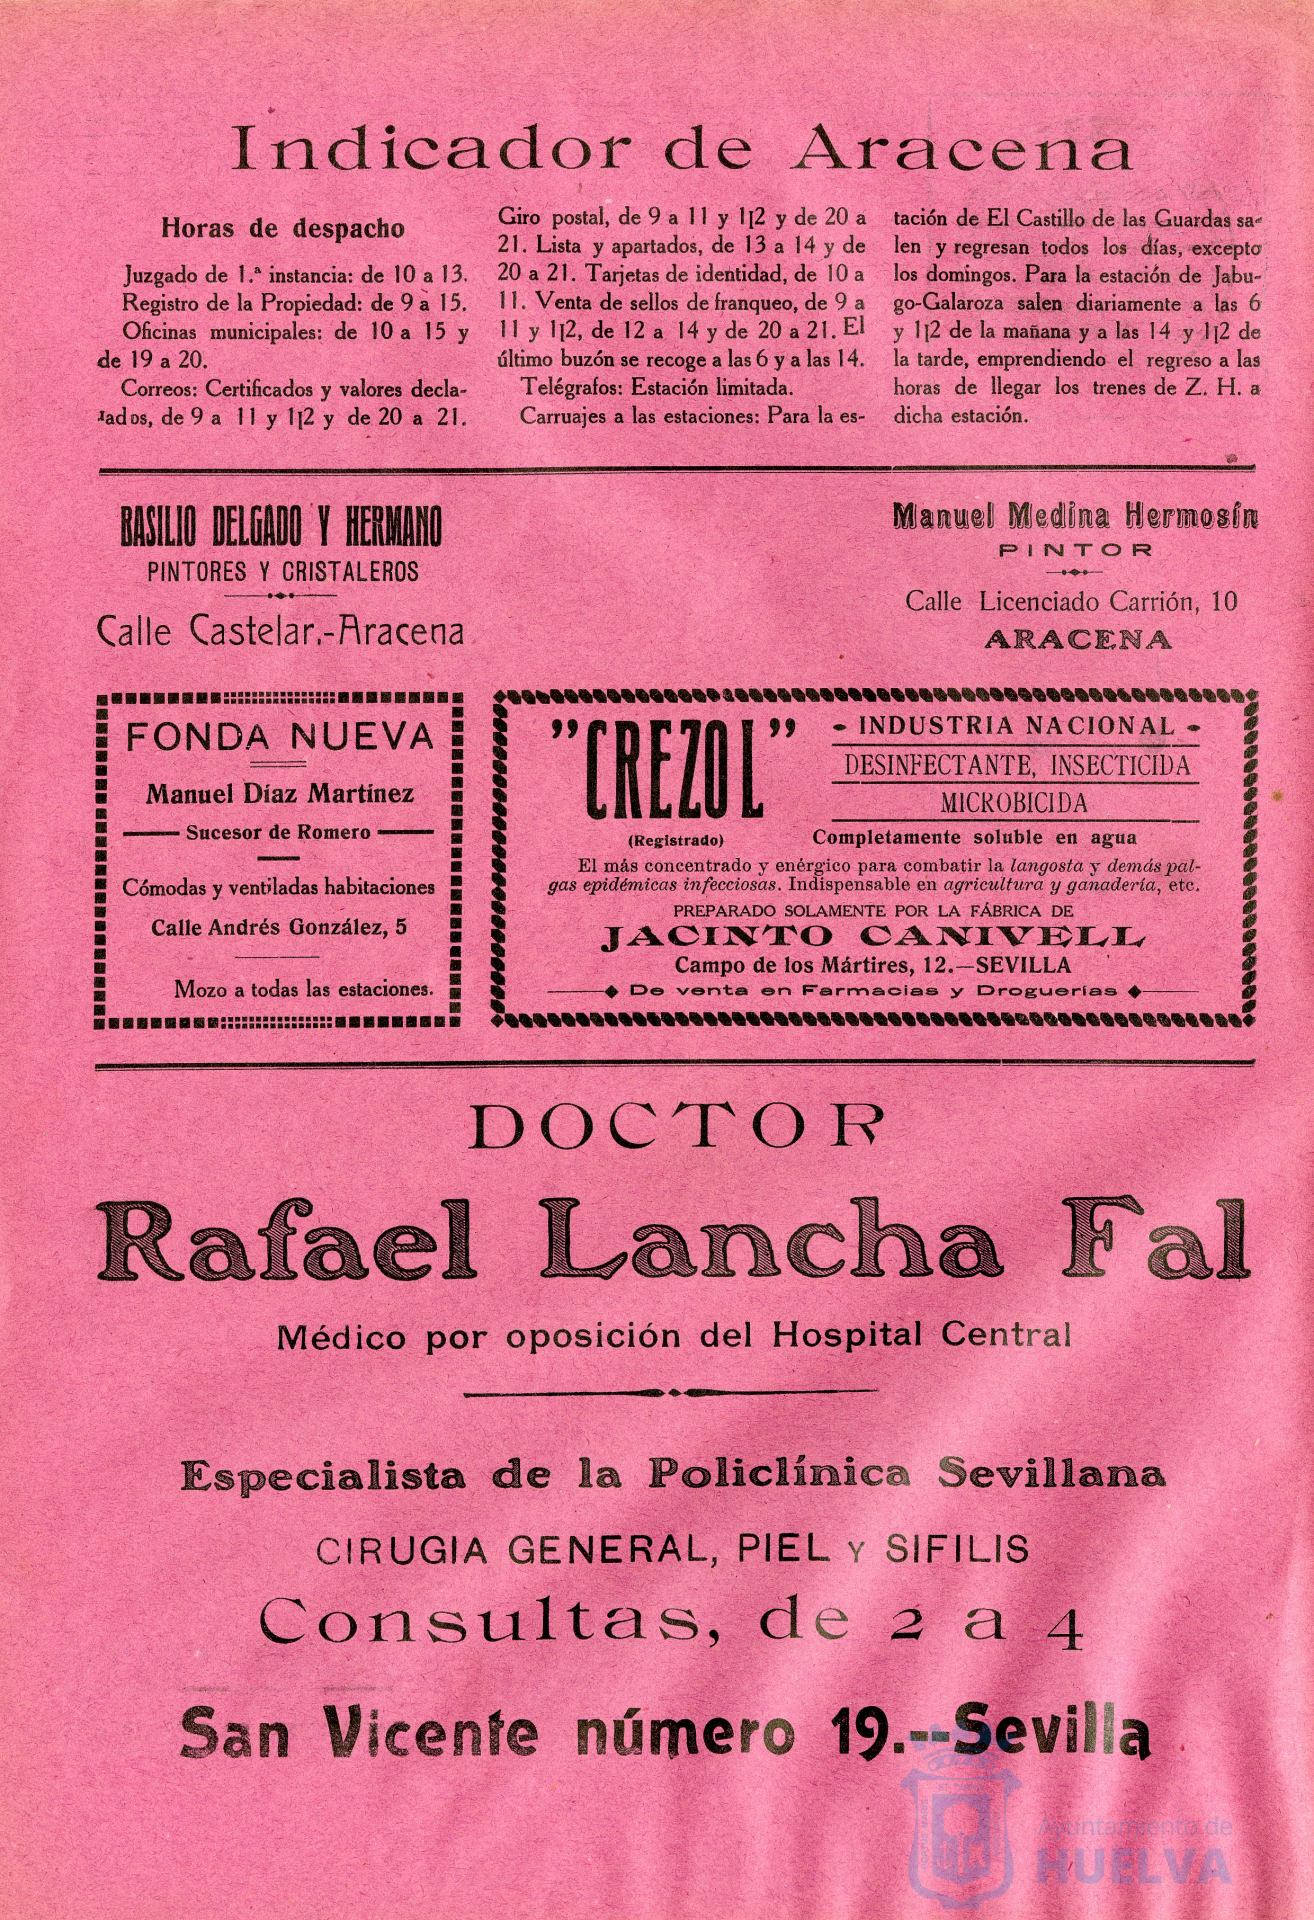 Indicador de Aracena
Horas de despacho
Juzgado de 1.ª instancia: de 10 a 13.
Registro de la Propiedad: de 9 a 15.
Oficinas municipales: de 10 a 15 y
de 19 a 20.
Correos: Certificados y valores decla-
rados, de 9 a 11 y 1|2 y de 20 a 21.
Giro postal, de 9 a 11 y 1|2 y de 20 a
21. Lista y apartados, de 13 a 14 y de
20 a 21. Tarjetas de identidad, de 10 a
11. Venta de sellos de franqueo, de 9 a
11 y 1|2, de 12 a 14 y de 20 a 21. El
último buzón se recoge a las 6 y a las 14.
Telégrafos: Estación limitada.
Carruajes a las estaciones: Para la es-
tación de El Castillo de las Guardas sa-
len y regresan todos los días, excepto
los domingos. Para la estación de Jabu-
go-Galaroza salen diariamente a las 6
y 1|2 de la mañana y a las 14 y 1|2 de
la tarde, emprendiendo el regreso a las
horas de llegar los trenes de Z. H. a
dicha estación.
BASILIO DELGADO Y HERMANO
PINTORES Y CRISTALEROS
Calle Castelar.-Aracena
Manuel Medina Hermosín
PINTOR
Calle Licenciado Carrión, 10
ARACENA
FONDA NUEVA
Manuel Díaz Martínez
Sucesor de Romero
Cómodas y ventiladas habitaciones
Calle Andrés González, 5
Mozo a todas las estaciones.
"CREZOL"
(Registrado)
- INDUSTRIA NACIONAL -
DESINFECTANTE, INSECTICIDA
MICROBICIDA
Completamente soluble en agua
El más concentrado y enérgico para combatir la langosta y demás pal-
gas epidémicas infecciosas. Indispensable en agricultura y ganadería, etc.
PREPARADO SOLAMENTE POR LA FÁBRICA DE
JACINTO CANIVELL
Campo de los Mártires, 12.—SEVILLA
De venta en Farmacias y Droguerías
DOCTOR
Rafael Lancha Fal
Médico por oposición del Hospital Central
Especialista de la Policlínica Sevillana
CIRUGIA GENERAL, PIEL Y SIFILIS
Consultas, de 2 a 4
San Vicente número 19.--Sevilla
Ayuntamiento de
HUELVA